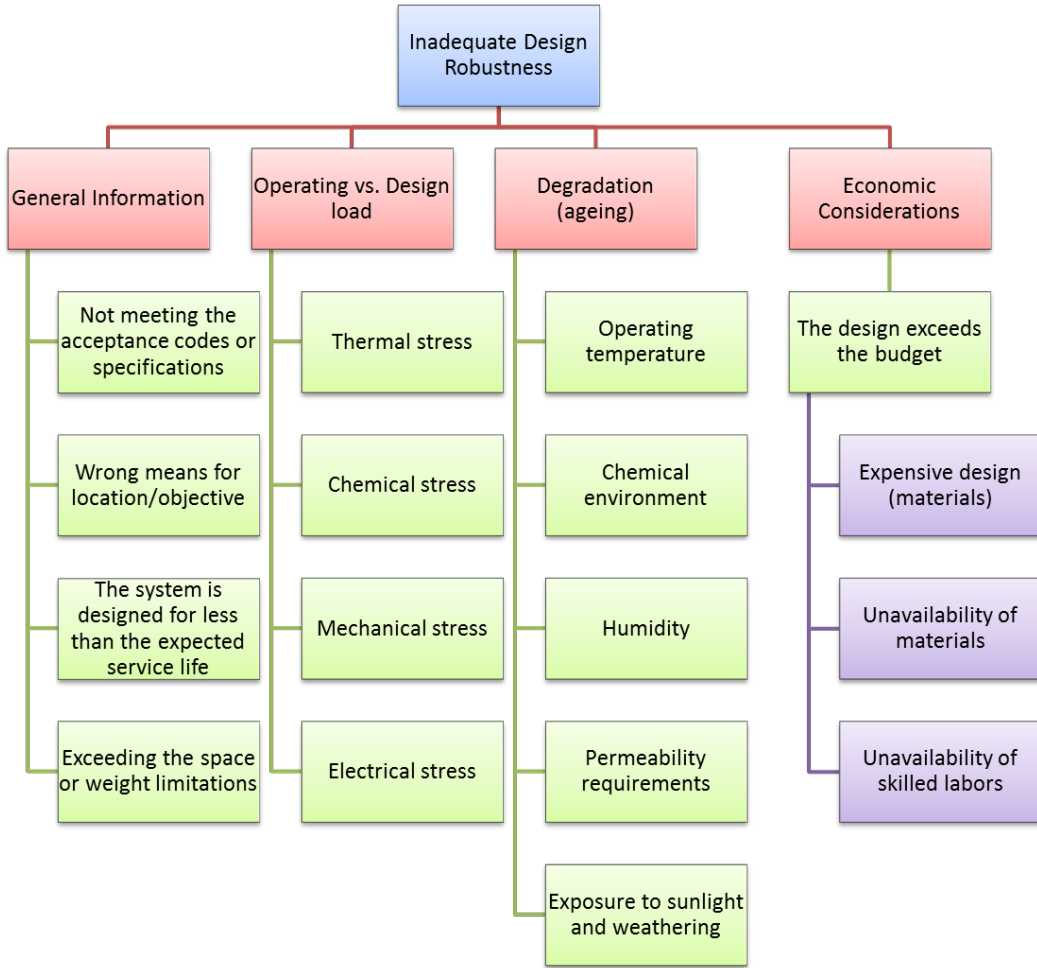 Inadequate Design
Robustness
General Information
Operating vs. Design
load
Degradation
(ageing)
Economic
Considerations
Not meeting the
acceptance codes or
specifications
Thermal stress
Operating
temperature
The design exceeds
the budget
Wrong means for
location/objective
Chemical stress
Chemical
environment
Expensive design
(materials)
The system is
designed for less
than the expected
service life
Mechanical stress
Humidity
Unavailability of
materials
Exceeding the space
or weight limitations
Electrical stress
Permeability
requirements
Unavailability of
skilled labors
Exposure to sunlight
and weathering